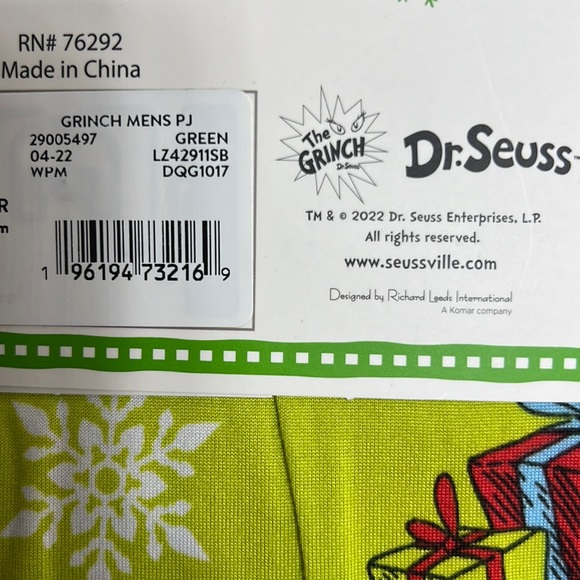 RN# 76292
Made in China
GRINCH MENS PJ
29005497 GREEN
04-22 LZ42911SB
WPM DQG1017
R
m
1 96194 73216 9
The
GRINCH
Dr. Seuss
Dr. Seuss
TM & © 2022 Dr. Seuss Enterprises, L.P.
All rights reserved.
www.seussville.com
Designed by Richard Leeds International
A Komar company